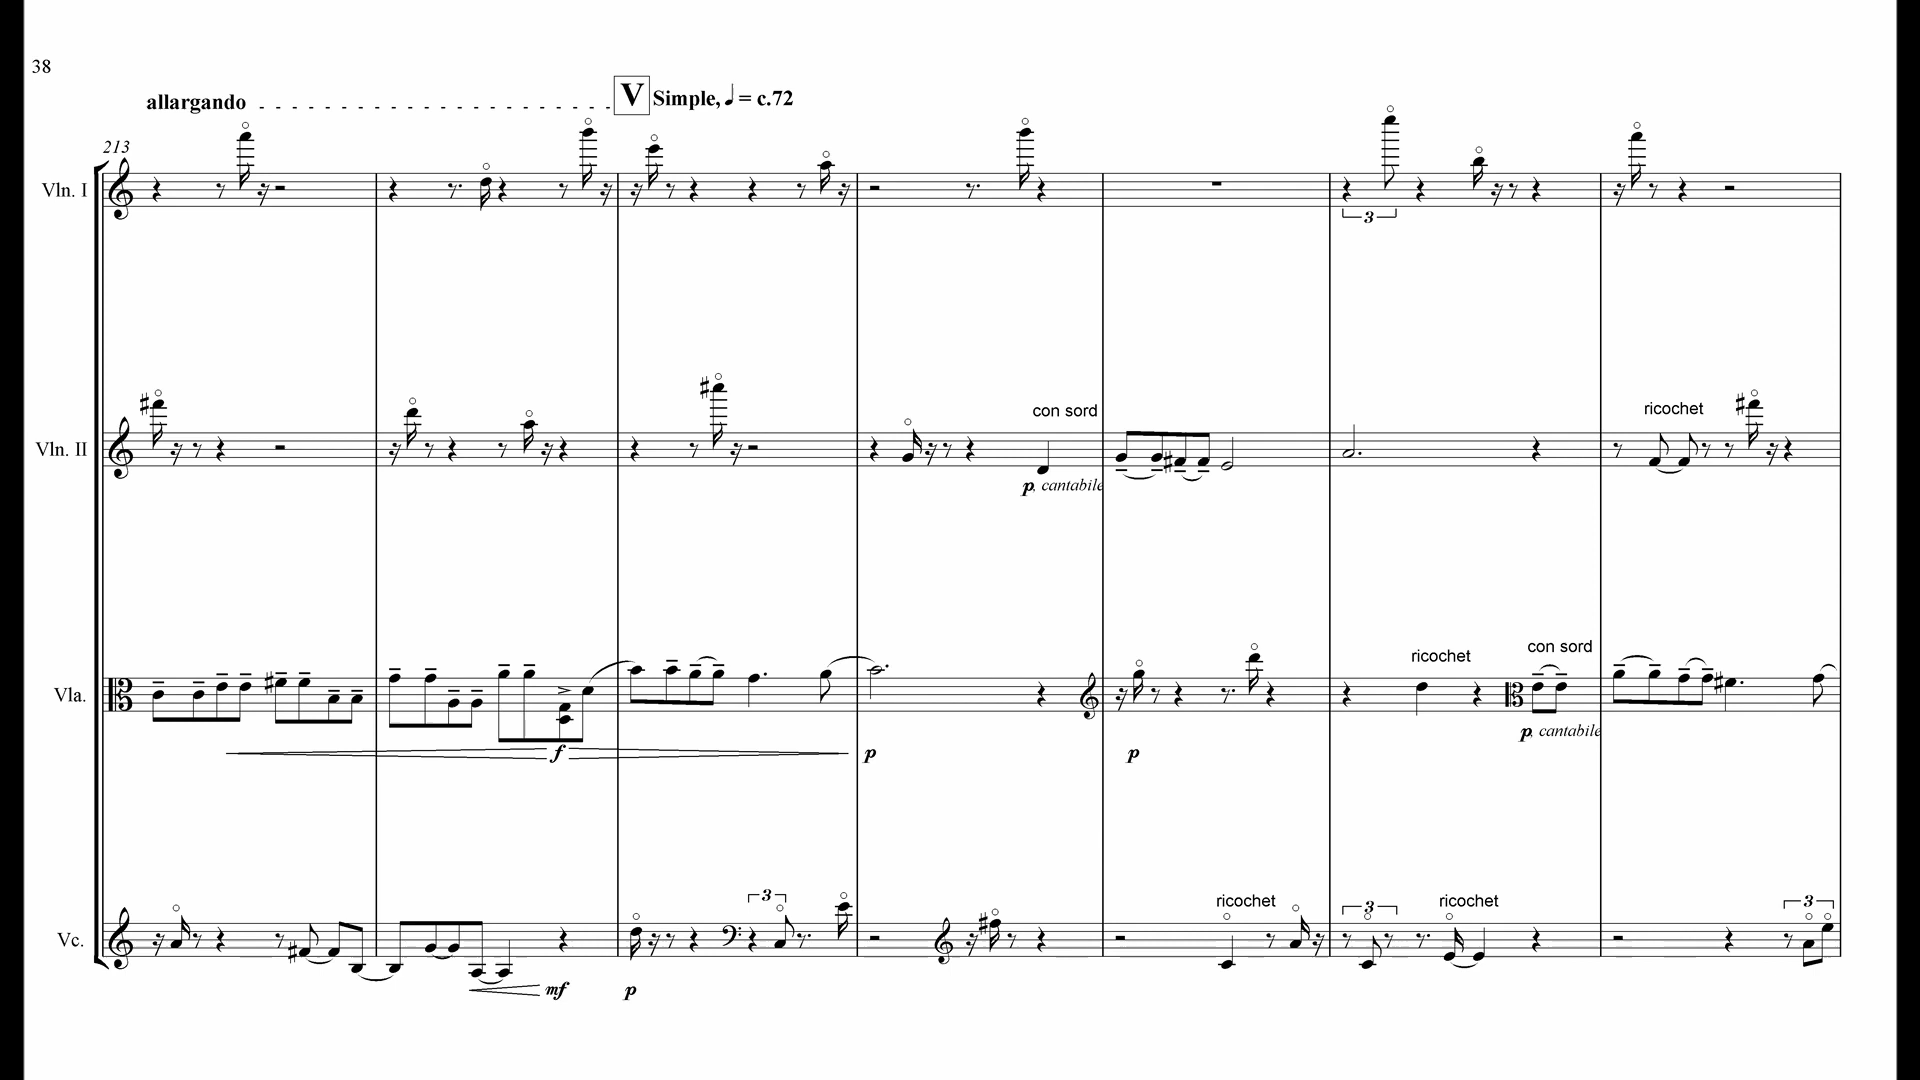 38
allargando
V Simple, ♩ = c.72
213
Vln. I
3
Vln. II
con sord
ricochet
p, cantabile
Vla.
ricochet
con sord
f
p
p
p, cantabile
Vc.
3
ricochet
3
ricochet
3
mf
p